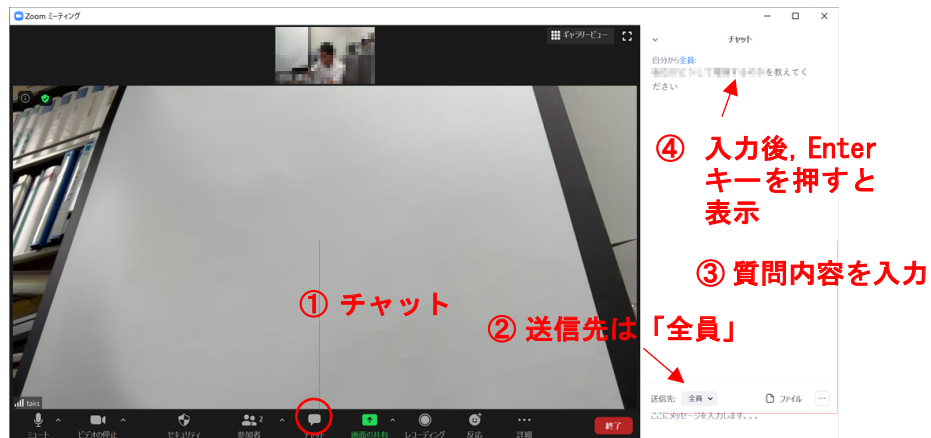 Zoom ミーティング
ギャラリービュー
チャット
自分から全員:
を教えてく
ださい
④ 入力後, Enter
キーを押すと
表示
③ 質問内容を入力
① チャット
② 送信先は「全員」
taks
送信先: 全員
ファイル
ここにメッセージを入力します。。。
ミュート
ビデオの停止
セキュリティ
参加者
2
チャット
画面の共有
レコーディング
反応
詳細
終了